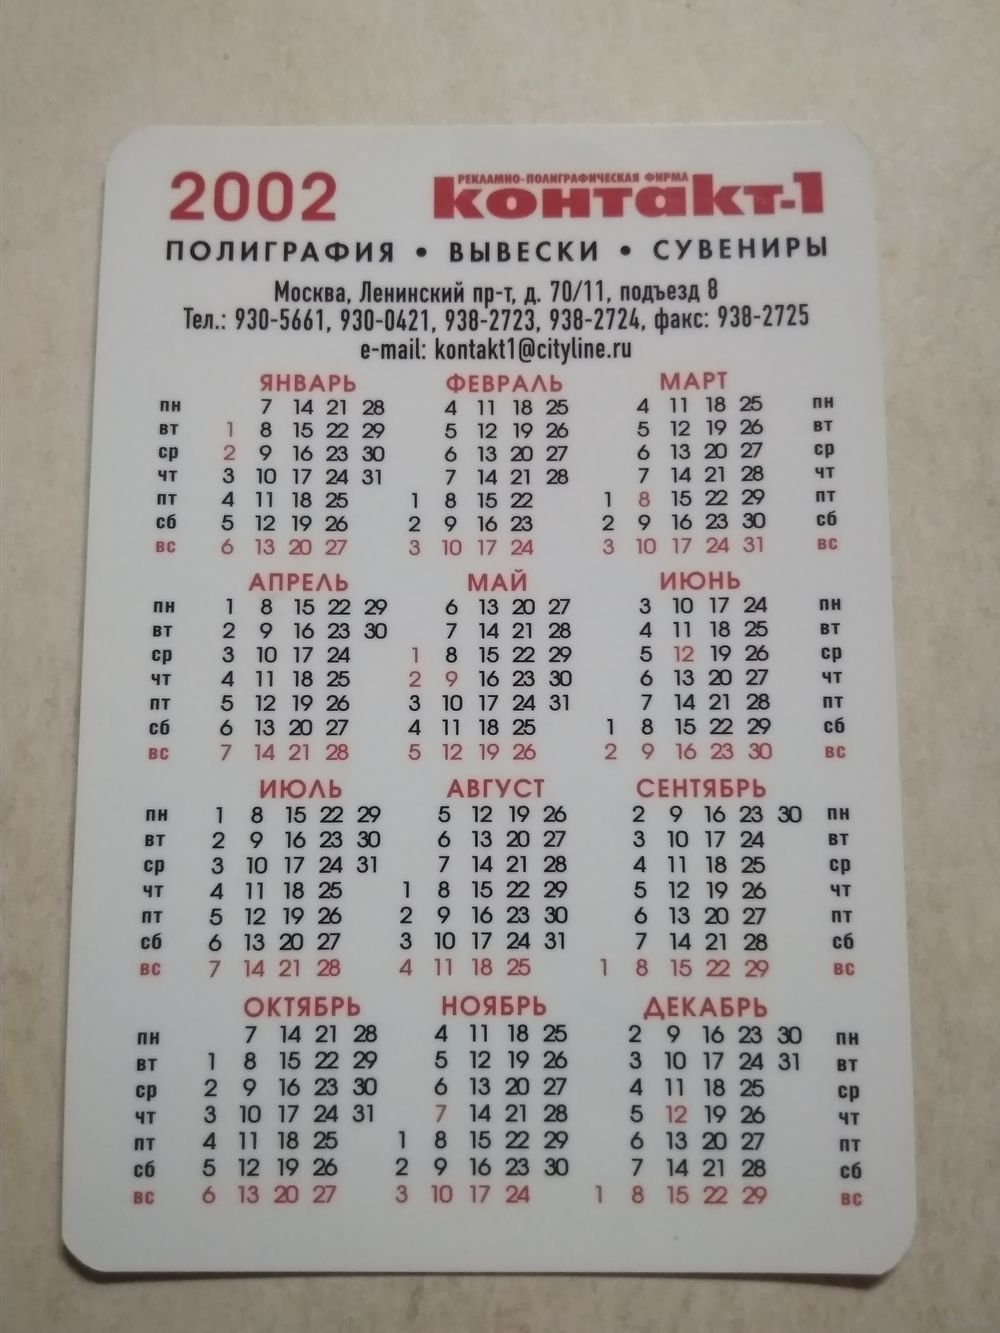 2002
РЕКЛАМНО-ПОЛИГРАФИЧЕСКАЯ ФИРМА
контакт-1
ПОЛИГРАФИЯ • ВЫВЕСКИ • СУВЕНИРЫ
Москва, Ленинский пр-т, д. 70/11, подъезд 8
Тел.: 930-5661, 930-0421, 938-2723, 938-2724, факс: 938-2725
e-mail: kontakt1@cityline.ru
ЯНВАРЬ ФЕВРАЛЬ МАРТ
пн 7 14 21 28 4 11 18 25 4 11 18 25 пн
вт 1 8 15 22 29 5 12 19 26 5 12 19 26 вт
ср 2 9 16 23 30 6 13 20 27 6 13 20 27 ср
чт 3 10 17 24 31 7 14 21 28 7 14 21 28 чт
пт 4 11 18 25 1 8 15 22 1 8 15 22 29 пт
сб 5 12 19 26 2 9 16 23 2 9 16 23 30 сб
вс 6 13 20 27 3 10 17 24 3 10 17 24 31 вс
АПРЕЛЬ МАЙ ИЮНЬ
пн 1 8 15 22 29 6 13 20 27 3 10 17 24 пн
вт 2 9 16 23 30 7 14 21 28 4 11 18 25 вт
ср 3 10 17 24 1 8 15 22 29 5 12 19 26 ср
чт 4 11 18 25 2 9 16 23 30 6 13 20 27 чт
пт 5 12 19 26 3 10 17 24 31 7 14 21 28 пт
сб 6 13 20 27 4 11 18 25 1 8 15 22 29 сб
вс 7 14 21 28 5 12 19 26 2 9 16 23 30 вс
ИЮЛЬ АВГУСТ СЕНТЯБРЬ
пн 1 8 15 22 29 5 12 19 26 2 9 16 23 30 пн
вт 2 9 16 23 30 6 13 20 27 3 10 17 24 вт
ср 3 10 17 24 31 7 14 21 28 4 11 18 25 ср
чт 4 11 18 25 1 8 15 22 29 5 12 19 26 чт
пт 5 12 19 26 2 9 16 23 30 6 13 20 27 пт
сб 6 13 20 27 3 10 17 24 31 7 14 21 28 сб
вс 7 14 21 28 4 11 18 25 1 8 15 22 29 вс
ОКТЯБРЬ НОЯБРЬ ДЕКАБРЬ
пн 7 14 21 28 4 11 18 25 2 9 16 23 30 пн
вт 1 8 15 22 29 5 12 19 26 3 10 17 24 31 вт
ср 2 9 16 23 30 6 13 20 27 4 11 18 25 ср
чт 3 10 17 24 31 7 14 21 28 5 12 19 26 чт
пт 4 11 18 25 1 8 15 22 29 6 13 20 27 пт
сб 5 12 19 26 2 9 16 23 30 7 14 21 28 сб
вс 6 13 20 27 3 10 17 24 1 8 15 22 29 вс